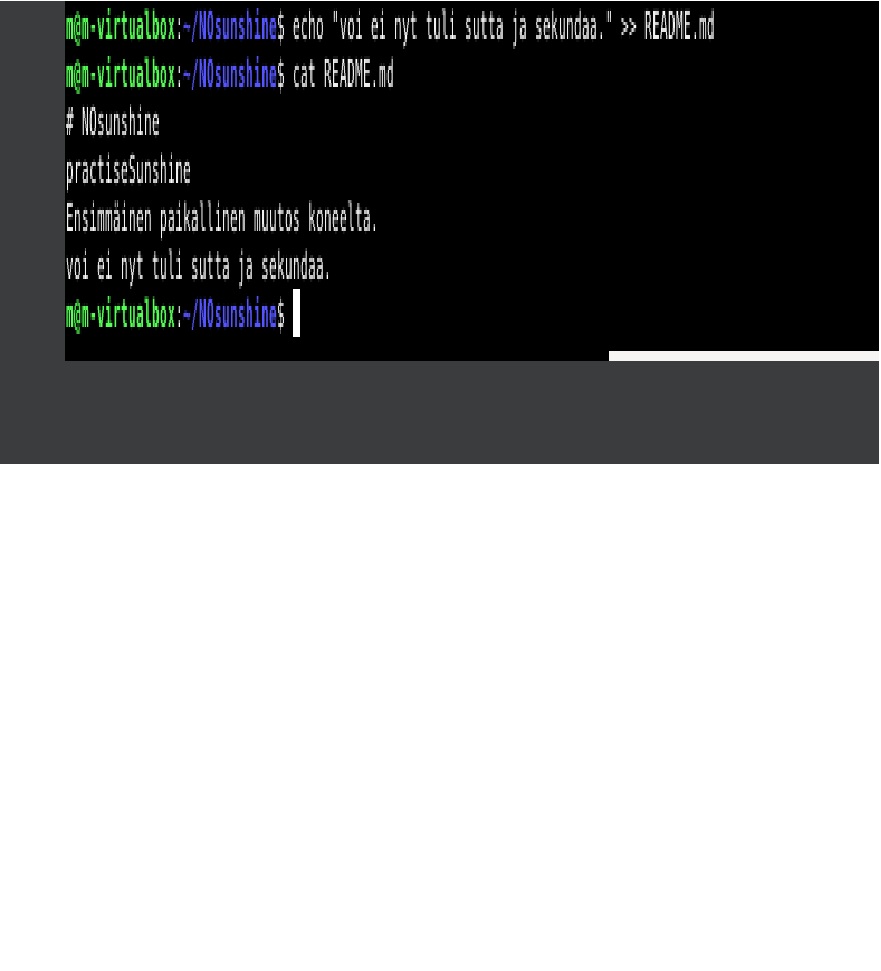 m@m-virtualbox:~/NOsunshine$ echo "voi ei nyt tuli sutta ja sekundaa." >> README.md
m@m-virtualbox:~/NOsunshine$ cat README.md
# NOsunshine
practiseSunshine
Ensimmäinen paikallinen muutos koneelta.
voi ei nyt tuli sutta ja sekundaa.
m@m-virtualbox:~/NOsunshine$